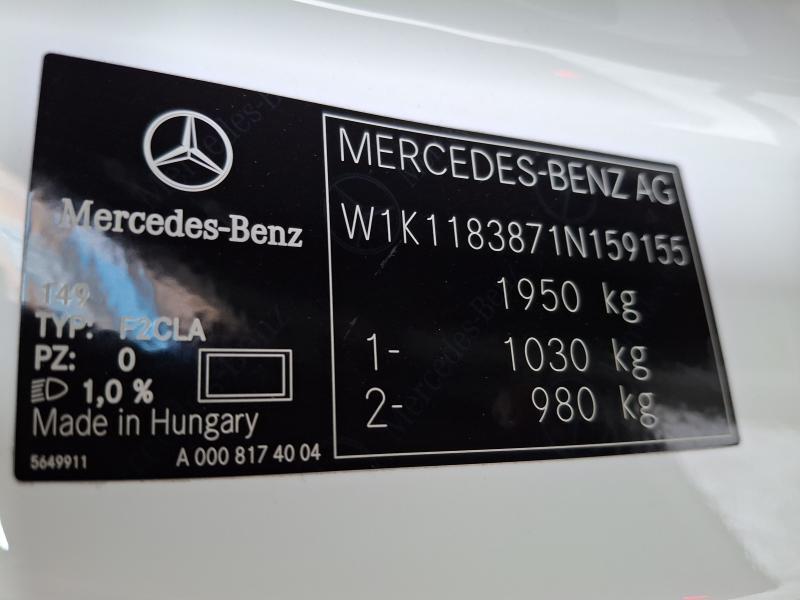 Mercedes-Benz
149
TYP: F2CLA
PZ: 0
1,0 %
Made in Hungary
5649911
A 000 817 40 04
MERCEDES-BENZ AG
W1K1183871N159155
1950 kg
1- 1030 kg
2- 980 kg